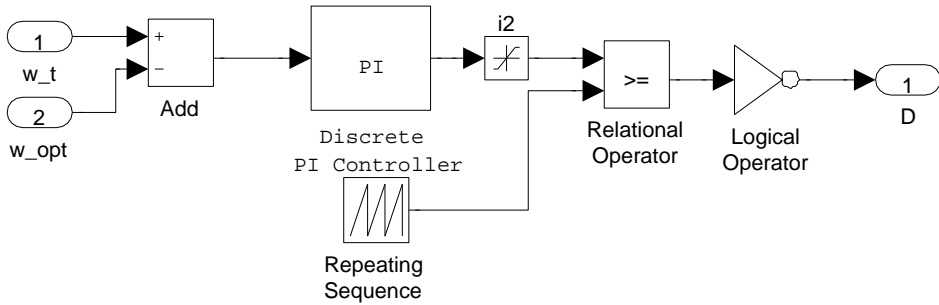 1
w_t
2
w_opt
+
−
Add
PI
Discrete
PI Controller
i2
Repeating
Sequence
>=
Relational
Operator
Logical
Operator
1
D